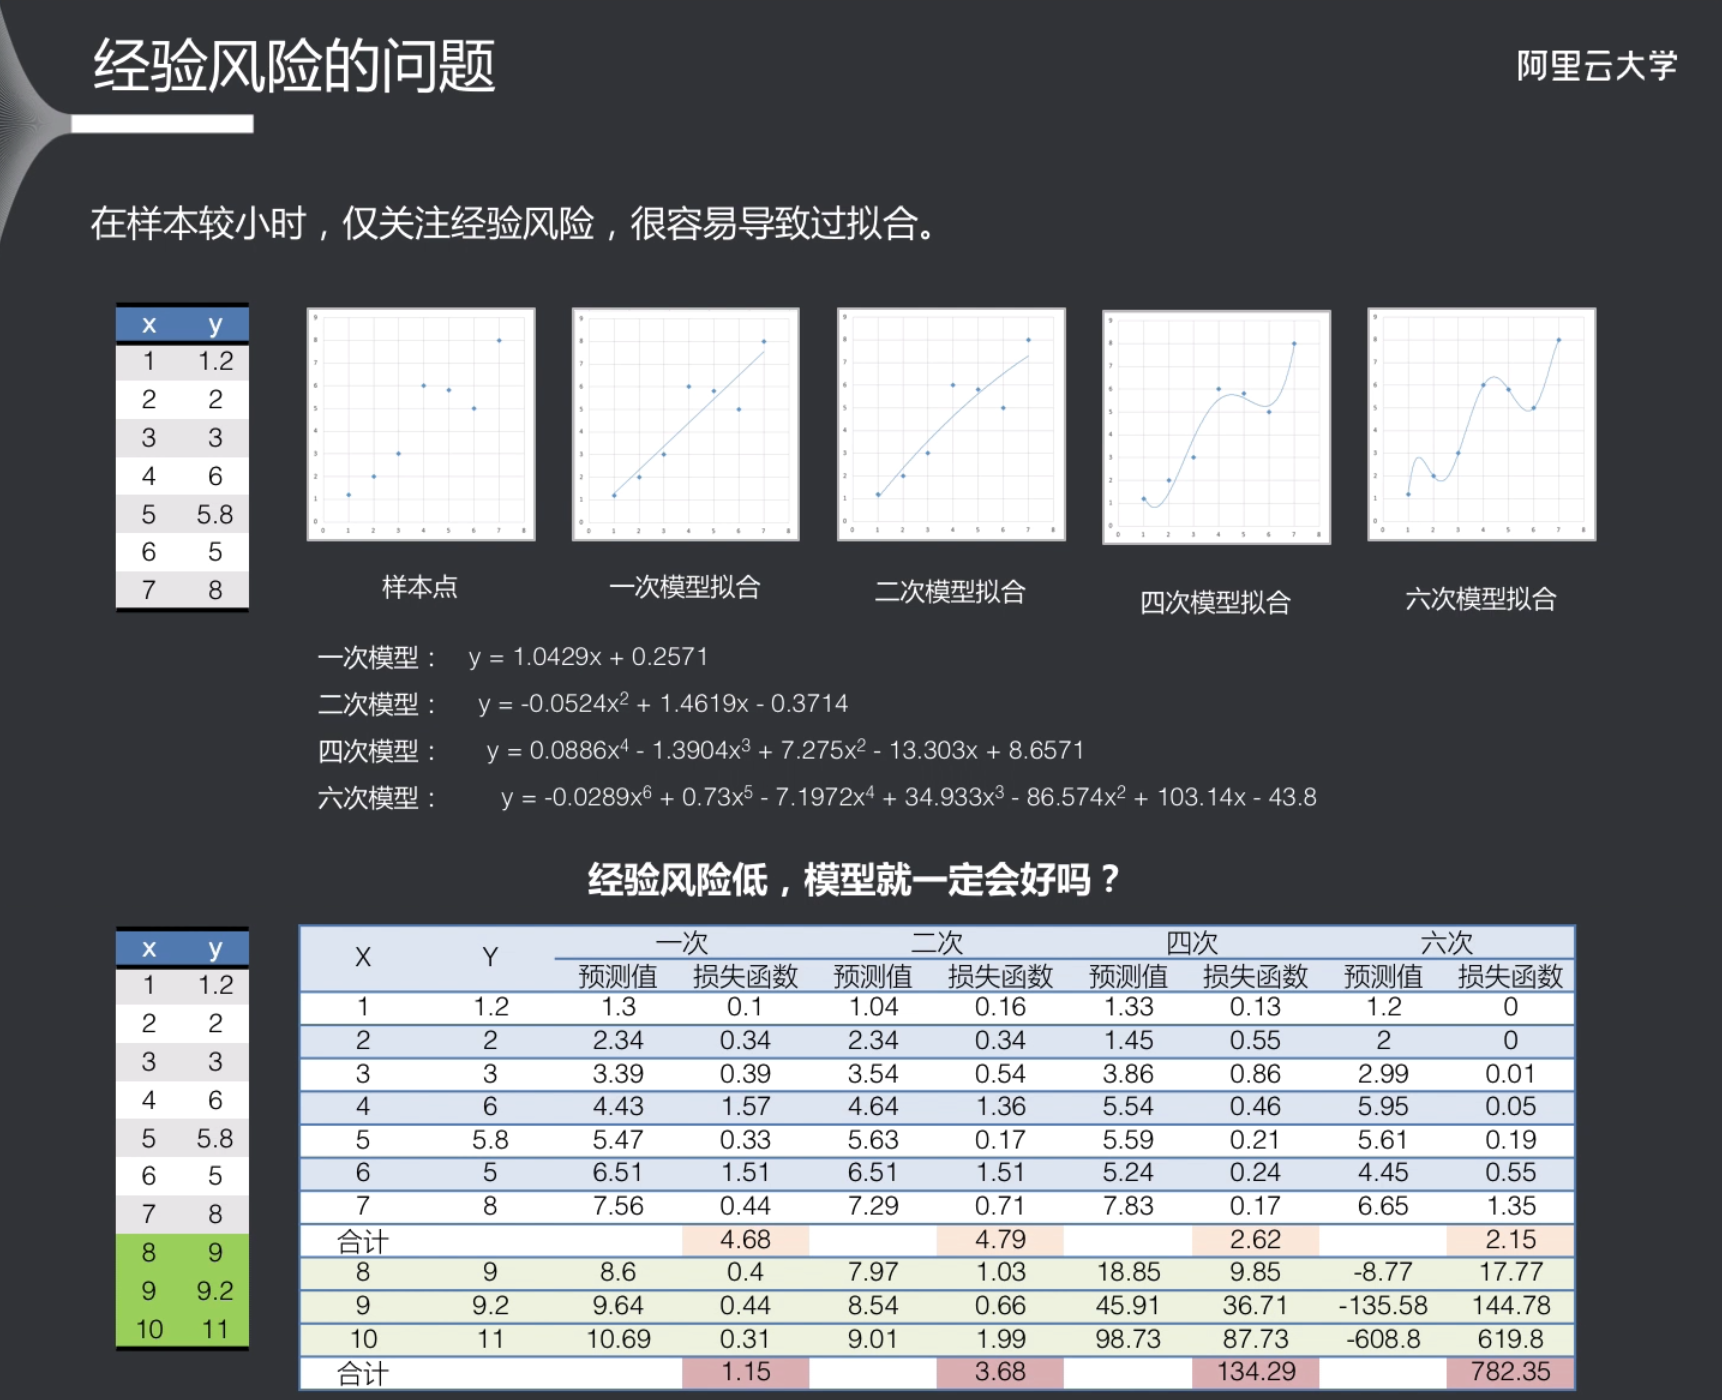 经验风险的问题
阿里云大学
在样本较小时，仅关注经验风险，很容易导致过拟合。
x y
1 1.2
2 2
3 3
4 6
5 5.8
6 5
7 8
样本点
一次模型拟合
二次模型拟合
四次模型拟合
六次模型拟合
一次模型： y = 1.0429x + 0.2571
二次模型： y = -0.0524x² + 1.4619x - 0.3714
四次模型： y = 0.0886x⁴ - 1.3904x³ + 7.275x² - 13.303x + 8.6571
六次模型： y = -0.0289x⁶ + 0.73x⁵ - 7.1972x⁴ + 34.933x³ - 86.574x² + 103.14x - 43.8
经验风险低，模型就一定会好吗？
x y
1 1.2
2 2
3 3
4 6
5 5.8
6 5
7 8
8 9
9 9.2
10 11
X Y 一次 二次 四次 六次
预测值 损失函数 预测值 损失函数 预测值 损失函数 预测值 损失函数
1 1.2 1.3 0.1 1.04 0.16 1.33 0.13 1.2 0
2 2 2.34 0.34 2.34 0.34 1.45 0.55 2 0
3 3 3.39 0.39 3.54 0.54 3.86 0.86 2.99 0.01
4 6 4.43 1.57 4.64 1.36 5.54 0.46 5.95 0.05
5 5.8 5.47 0.33 5.63 0.17 5.59 0.21 5.61 0.19
6 5 6.51 1.51 6.51 1.51 5.24 0.24 4.45 0.55
7 8 7.56 0.44 7.29 0.71 7.83 0.17 6.65 1.35
合计 4.68 4.79 2.62 2.15
8 9 8.6 0.4 7.97 1.03 18.85 9.85 -8.77 17.77
9 9.2 9.64 0.44 8.54 0.66 45.91 36.71 -135.58 144.78
10 11 10.69 0.31 9.01 1.99 98.73 87.73 -608.8 619.8
合计 1.15 3.68 134.29 782.35